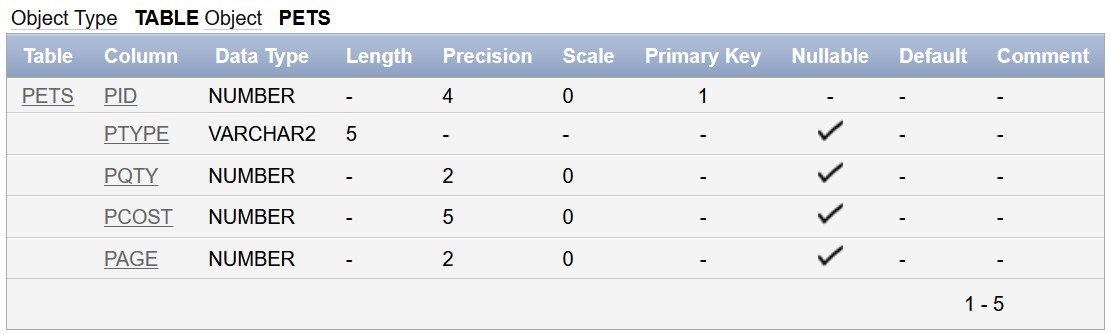 Object Type TABLE Object PETS
Table Column Data Type Length Precision Scale Primary Key Nullable Default Comment
PETS PID NUMBER - 4 0 1 - - -
PTYPE VARCHAR2 5 - - - ✓ - -
PQTY NUMBER - 2 0 - ✓ - -
PCOST NUMBER - 5 0 - ✓ - -
PAGE NUMBER - 2 0 - ✓ - -
1 - 5